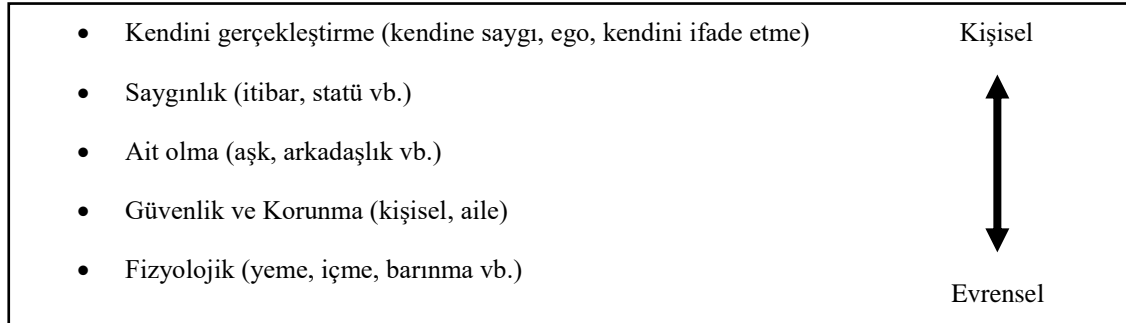 • Kendini gerçekleştirme (kendine saygı, ego, kendini ifade etme) Kişisel
• Saygınlık (itibar, statü vb.)
• Ait olma (aşk, arkadaşlık vb.)
• Güvenlik ve Korunma (kişisel, aile)
• Fizyolojik (yeme, içme, barınma vb.)
Evrensel